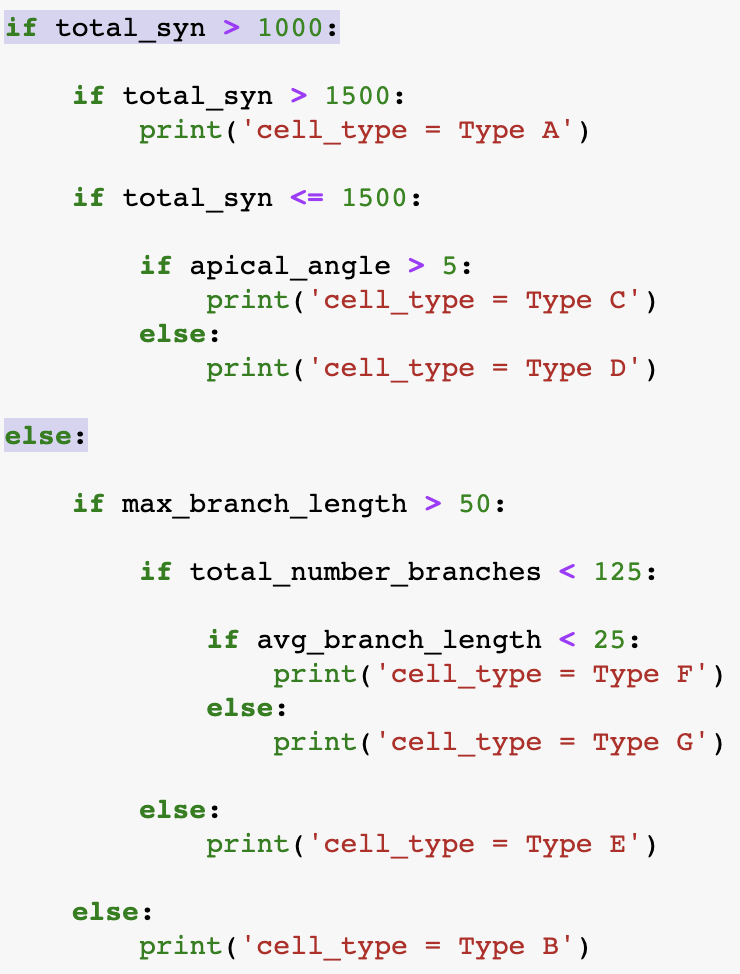 if total_syn > 1000:
    if total_syn > 1500:
        print('cell_type = Type A')
    if total_syn <= 1500:
        if apical_angle > 5:
            print('cell_type = Type C')
        else:
            print('cell_type = Type D')
else:
    if max_branch_length > 50:
        if total_number_branches < 125:
            if avg_branch_length < 25:
                print('cell_type = Type F')
            else:
                print('cell_type = Type G')
        else:
            print('cell_type = Type E')
    else:
        print('cell_type = Type B')